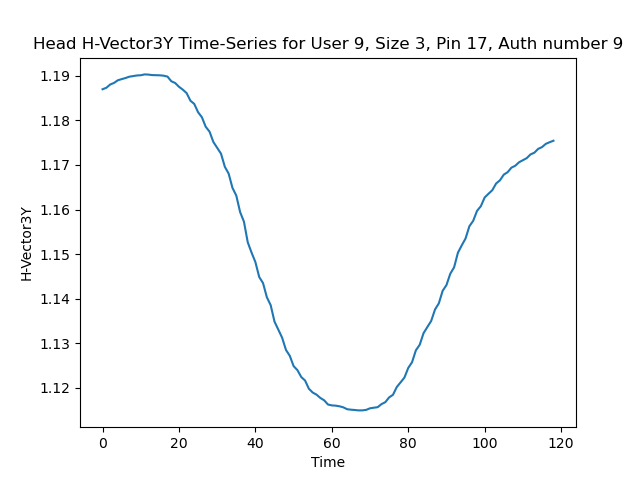 Head H-Vector3Y Time-Series for User 9, Size 3, Pin 17, Auth number 9
H-Vector3Y
1.19
1.18
1.17
1.16
1.15
1.14
1.13
1.12
0 20 40 60 80 100 120
Time